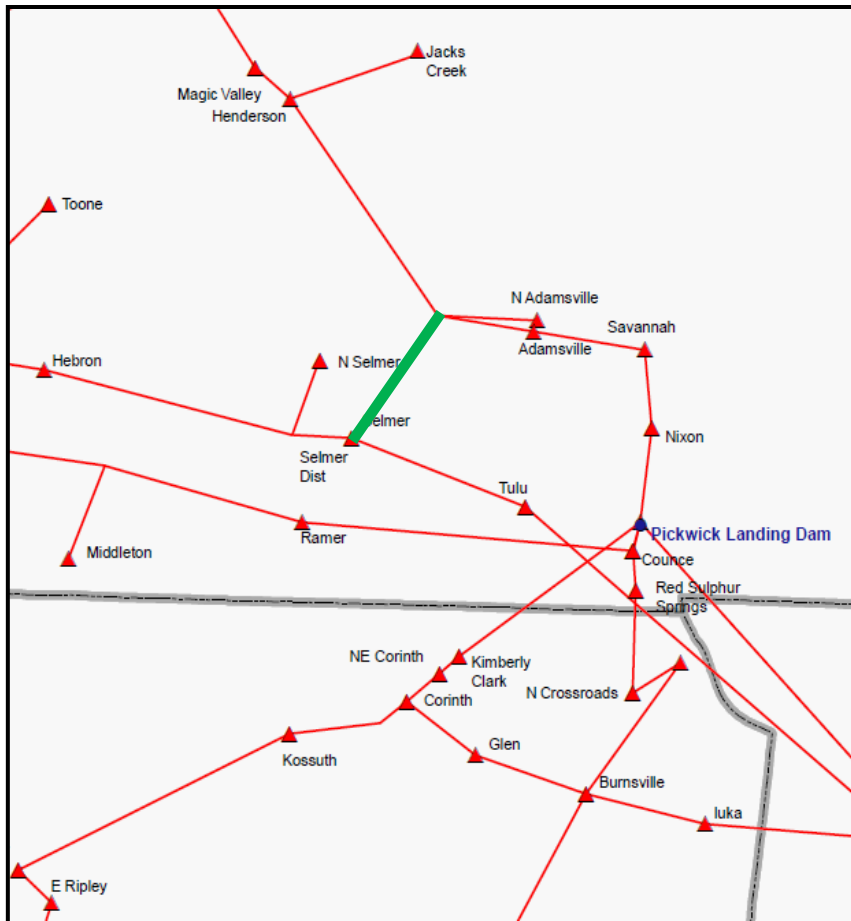 Jacks
Creek
Magic Valley
Henderson
Toone
N Adamsville
Savannah
Adamsville
Hebron
N Selmer
Selmer
Nixon
Selmer
Dist
Tulu
Pickwick Landing Dam
Ramer
Middleton
Counce
Red Sulphur
Springs
NE Corinth
Kimberly
Clark
N Crossroads
Corinth
Glen
Kossuth
Burnsville
Iuka
E Ripley